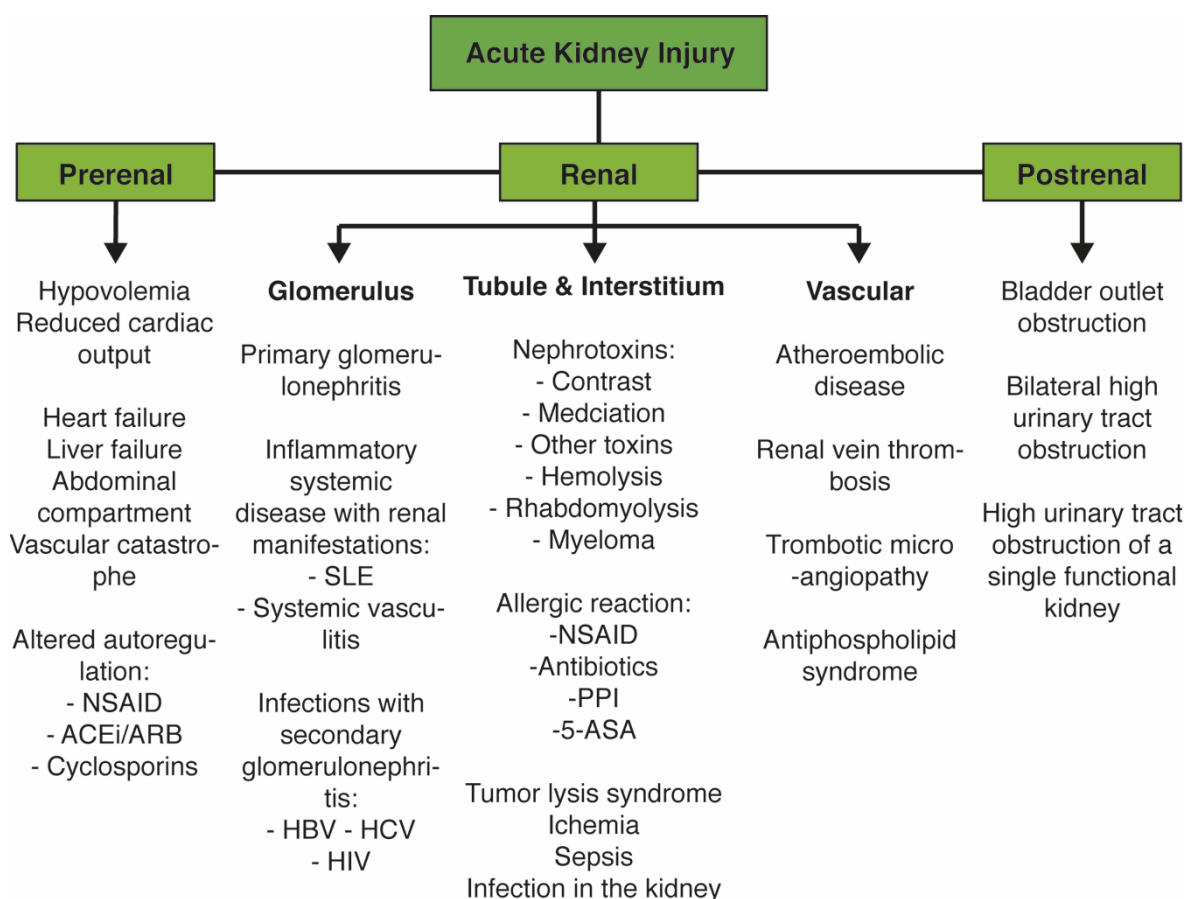 Acute Kidney Injury
Prerenal
Renal
Postrenal
Hypovolemia
Reduced cardiac
output
Heart failure
Liver failure
Abdominal
compartment
Vascular catastro-
phe
Altered autoregu-
lation:
- NSAID
- ACEi/ARB
- Cyclosporins
Glomerulus
Primary glomeru-
lonephritis
Inflammatory
systemic
disease with renal
manifestations:
- SLE
- Systemic vascu-
litis
Infections with
secondary
glomerulonephri-
tis:
- HBV - HCV
- HIV
Tubule & Interstitium
Nephrotoxins:
- Contrast
- Medciation
- Other toxins
- Hemolysis
- Rhabdomyolysis
- Myeloma
Allergic reaction:
-NSAID
-Antibiotics
-PPI
-5-ASA
Tumor lysis syndrome
Ichemia
Sepsis
Infection in the kidney
Vascular
Atheroembolic
disease
Renal vein throm-
bosis
Trombotic micro
-angiopathy
Antiphospholipid
syndrome
Bladder outlet
obstruction
Bilateral high
urinary tract
obstruction
High urinary tract
obstruction of a
single functional
kidney